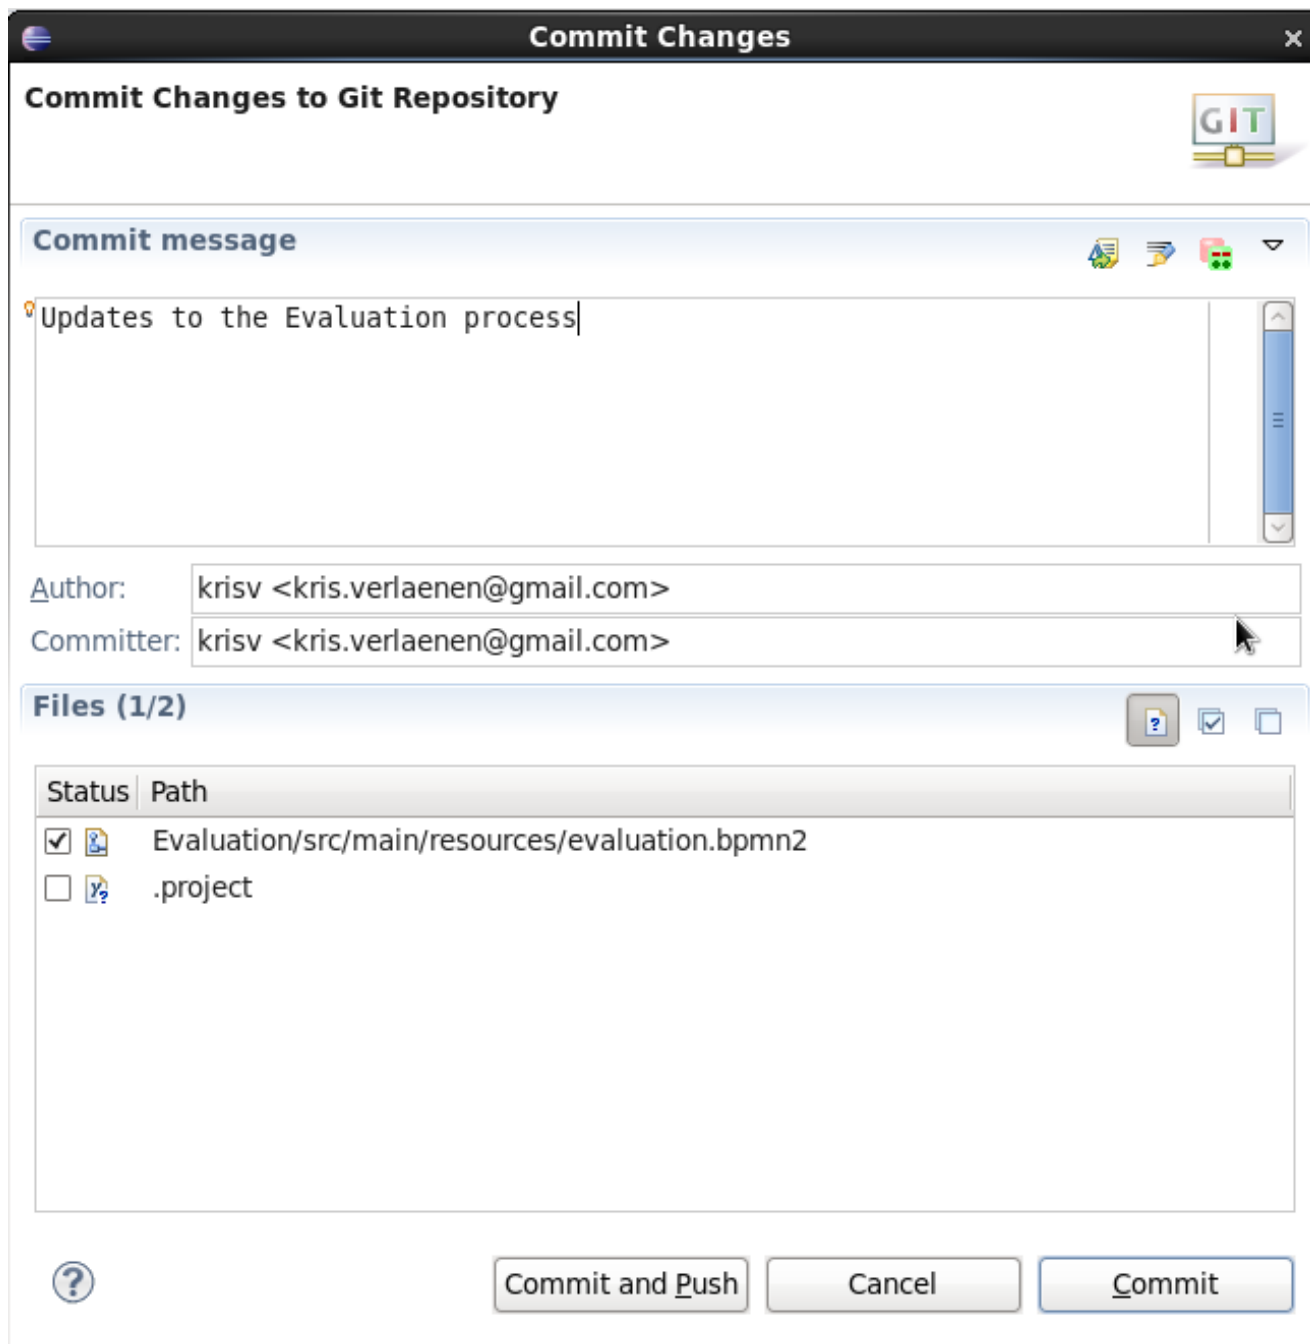 Commit Changes
Commit Changes to Git Repository
GIT
Commit message
Updates to the Evaluation process
Author: krisv <kris.verlaenen@gmail.com>
Committer: krisv <kris.verlaenen@gmail.com>
Files (1/2)
Status Path
Evaluation/src/main/resources/evaluation.bpmn2
.project
Commit and Push Cancel Commit